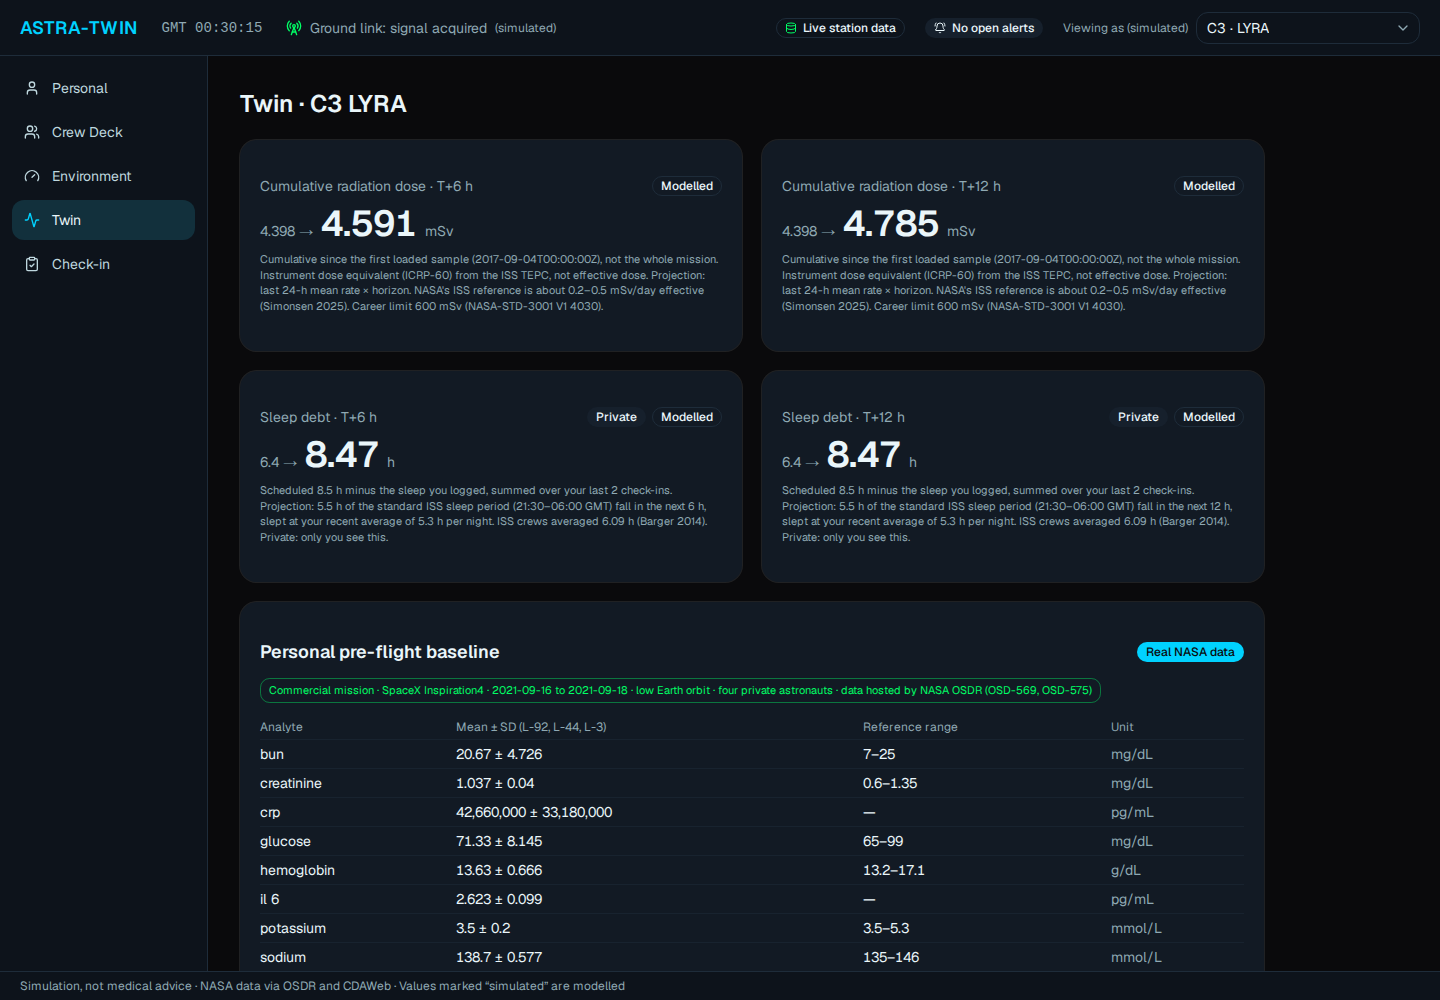 ASTRA-TWIN
GMT 00:30:15
Ground link: signal acquired (simulated)
Live station data
No open alerts
Viewing as (simulated)
C3 · LYRA
Personal
Crew Deck
Environment
Twin
Check-in
Twin · C3 LYRA
Cumulative radiation dose · T+6 h
Modelled
4.398 → 4.591 mSv
Cumulative since the first loaded sample (2017-09-04T00:00:00Z), not the whole mission.
Instrument dose equivalent (ICRP-60) from the ISS TEPC, not effective dose. Projection:
last 24-h mean rate × horizon. NASA's ISS reference is about 0.2–0.5 mSv/day effective
(Simonsen 2025). Career limit 600 mSv (NASA-STD-3001 V1 4030).
Cumulative radiation dose · T+12 h
Modelled
4.398 → 4.785 mSv
Cumulative since the first loaded sample (2017-09-04T00:00:00Z), not the whole mission.
Instrument dose equivalent (ICRP-60) from the ISS TEPC, not effective dose. Projection:
last 24-h mean rate × horizon. NASA's ISS reference is about 0.2–0.5 mSv/day effective
(Simonsen 2025). Career limit 600 mSv (NASA-STD-3001 V1 4030).
Sleep debt · T+6 h
Private
Modelled
6.4 → 8.47 h
Scheduled 8.5 h minus the sleep you logged, summed over your last 2 check-ins.
Projection: 5.5 h of the standard ISS sleep period (21:30–06:00 GMT) fall in the next 6 h,
slept at your recent average of 5.3 h per night. ISS crews averaged 6.09 h (Barger 2014).
Private: only you see this.
Sleep debt · T+12 h
Private
Modelled
6.4 → 8.47 h
Scheduled 8.5 h minus the sleep you logged, summed over your last 2 check-ins.
Projection: 5.5 h of the standard ISS sleep period (21:30–06:00 GMT) fall in the next 12 h,
slept at your recent average of 5.3 h per night. ISS crews averaged 6.09 h (Barger 2014).
Private: only you see this.
Personal pre-flight baseline
Real NASA data
Commercial mission · SpaceX Inspiration4 · 2021-09-16 to 2021-09-18 · low Earth orbit · four private astronauts · data hosted by NASA OSDR (OSD-569, OSD-575)
Analyte Mean ± SD (L-92, L-44, L-3) Reference range Unit
bun 20.67 ± 4.726 7–25 mg/dL
creatinine 1.037 ± 0.04 0.6–1.35 mg/dL
crp 42,660,000 ± 33,180,000 — pg/mL
glucose 71.33 ± 8.145 65–99 mg/dL
hemoglobin 13.63 ± 0.666 13.2–17.1 g/dL
il 6 2.623 ± 0.099 — pg/mL
potassium 3.5 ± 0.2 3.5–5.3 mmol/L
sodium 138.7 ± 0.577 135–146 mmol/L
Simulation, not medical advice · NASA data via OSDR and CDAWeb · Values marked “simulated” are modelled